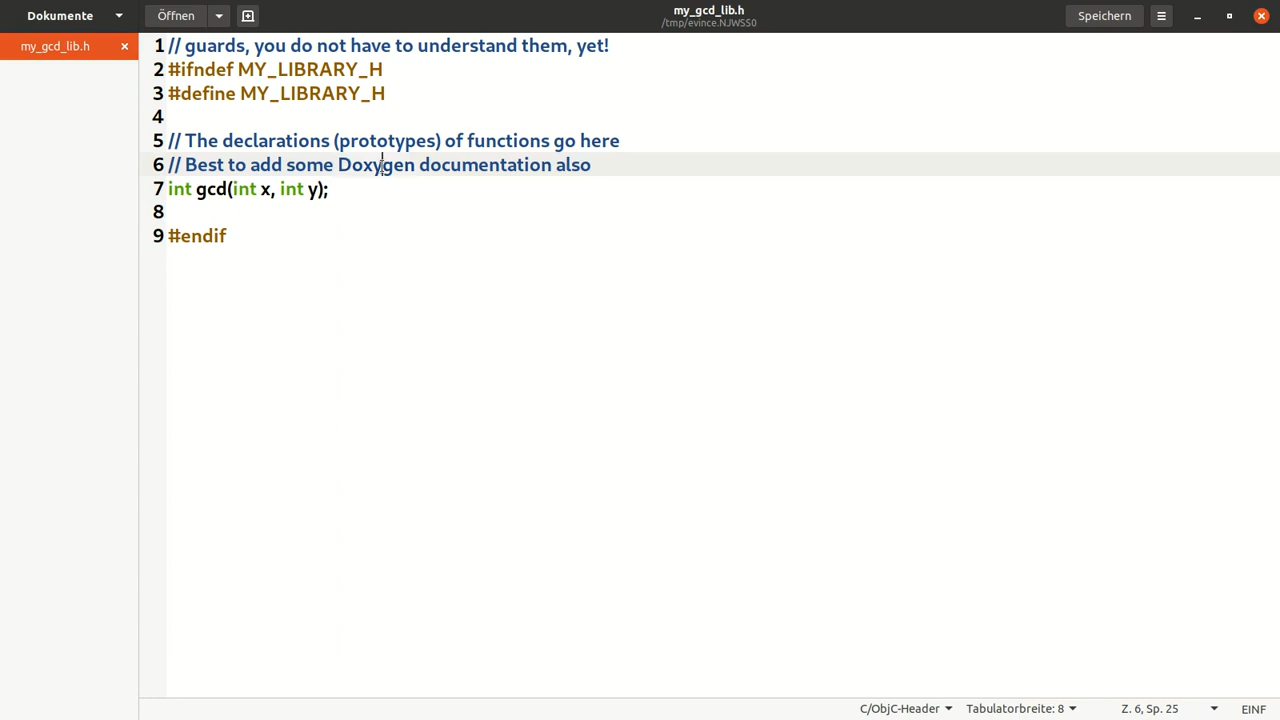 Dokumente
Öffnen
my_gcd_lib.h
/tmp/evince.NJWSS0
Speichern
my_gcd_lib.h
1 // guards, you do not have to understand them, yet!
2 #ifndef MY_LIBRARY_H
3 #define MY_LIBRARY_H
4
5 // The declarations (prototypes) of functions go here
6 // Best to add some Doxygen documentation also
7 int gcd(int x, int y);
8
9 #endif
C/ObjC-Header
Tabulatorbreite: 8
Z. 6, Sp. 25
EINF